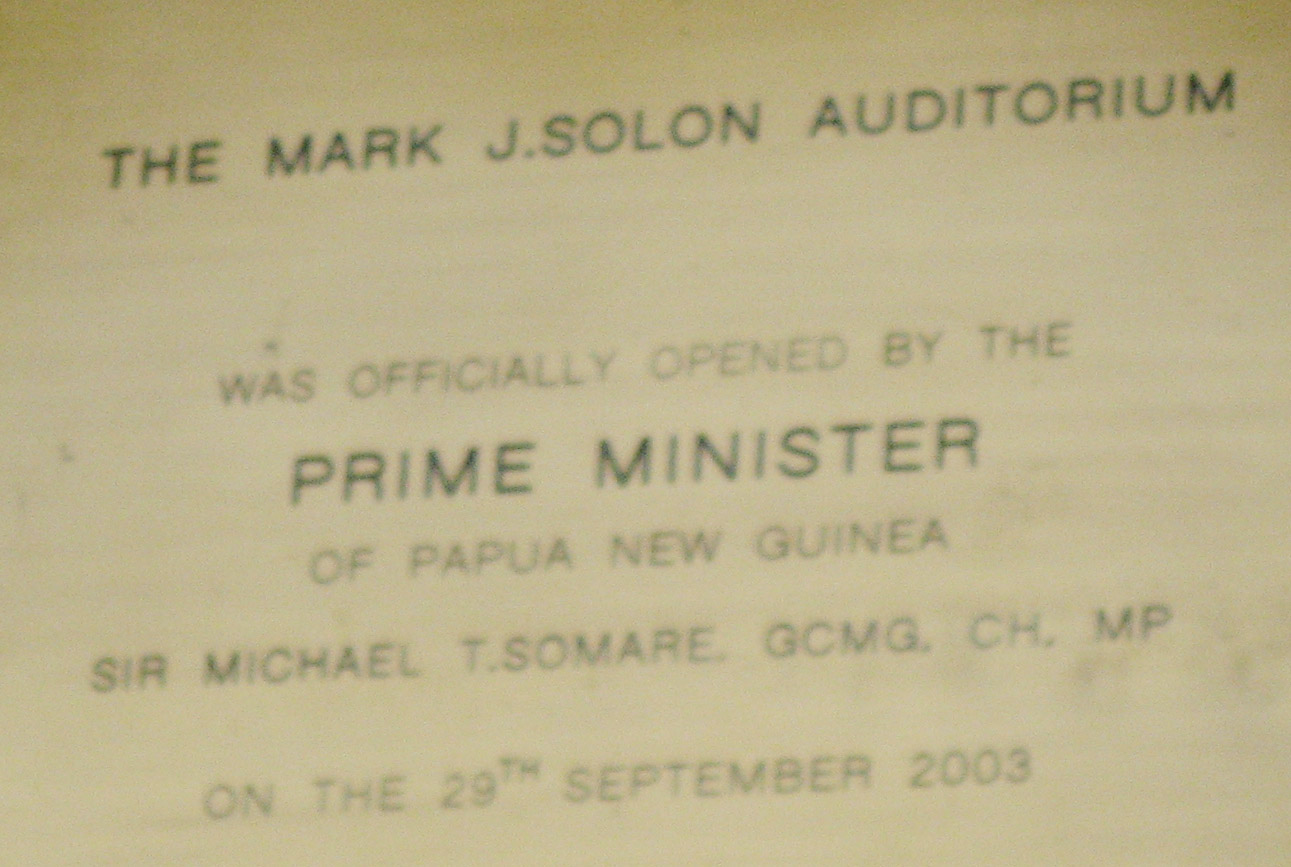 THE MARK J.SOLON AUDITORIUM
WAS OFFICIALLY OPENED BY THE
PRIME MINISTER
OF PAPUA NEW GUINEA
SIR MICHAEL T.SOMARE. GCMG. CH. MP
ON THE 29TH SEPTEMBER 2003